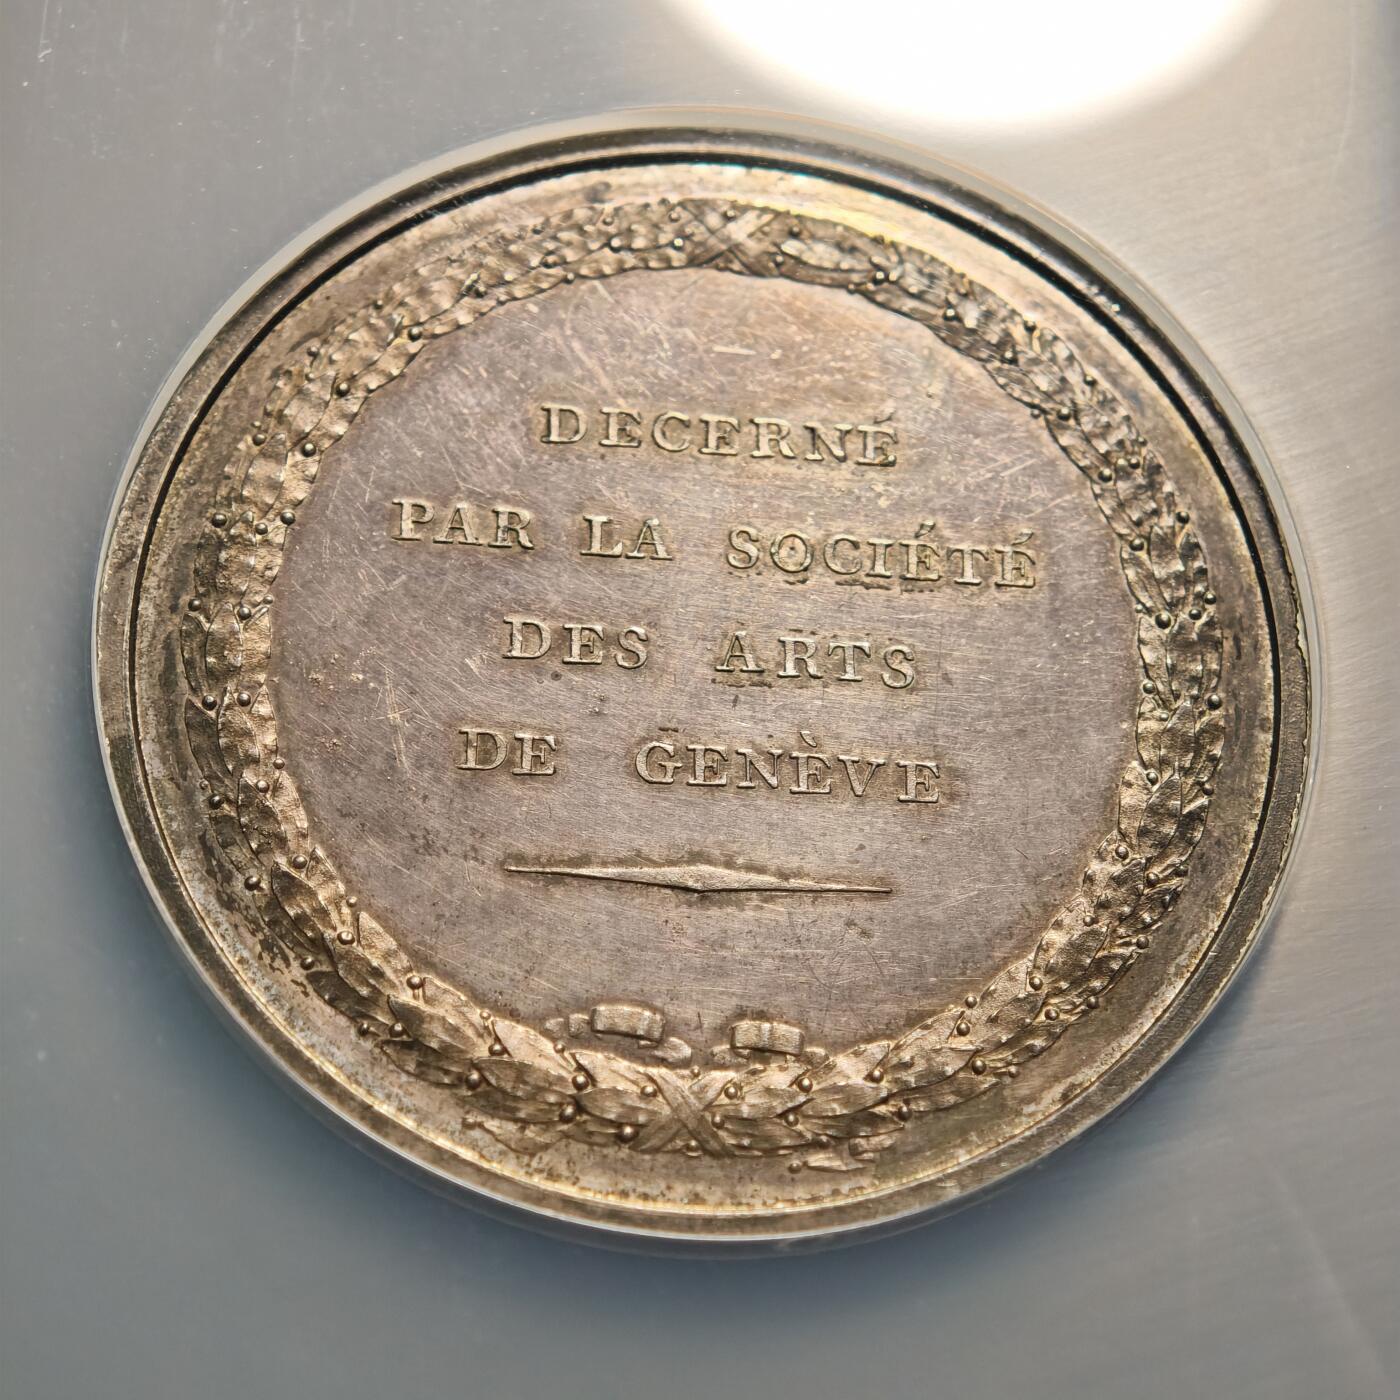 DECERNÉ
PAR LA SOCIÉTÉ
DES ARTS
DE GENÈVE